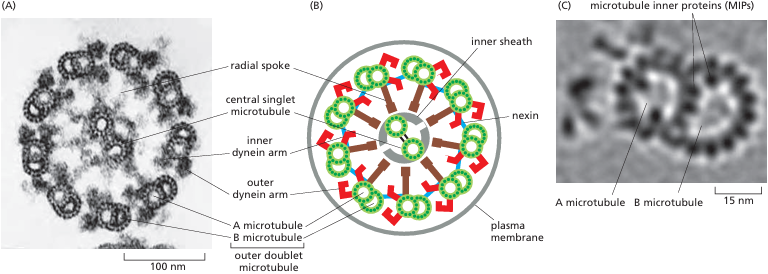 (A)
radial spoke
central singlet
microtubule
inner
dynein arm
outer
dynein arm
A microtubule
B microtubule
outer doublet
microtubule
100 nm
(B)
inner sheath
nexin
plasma
membrane
(C)
microtubule inner proteins (MIPs)
A microtubule B microtubule
15 nm